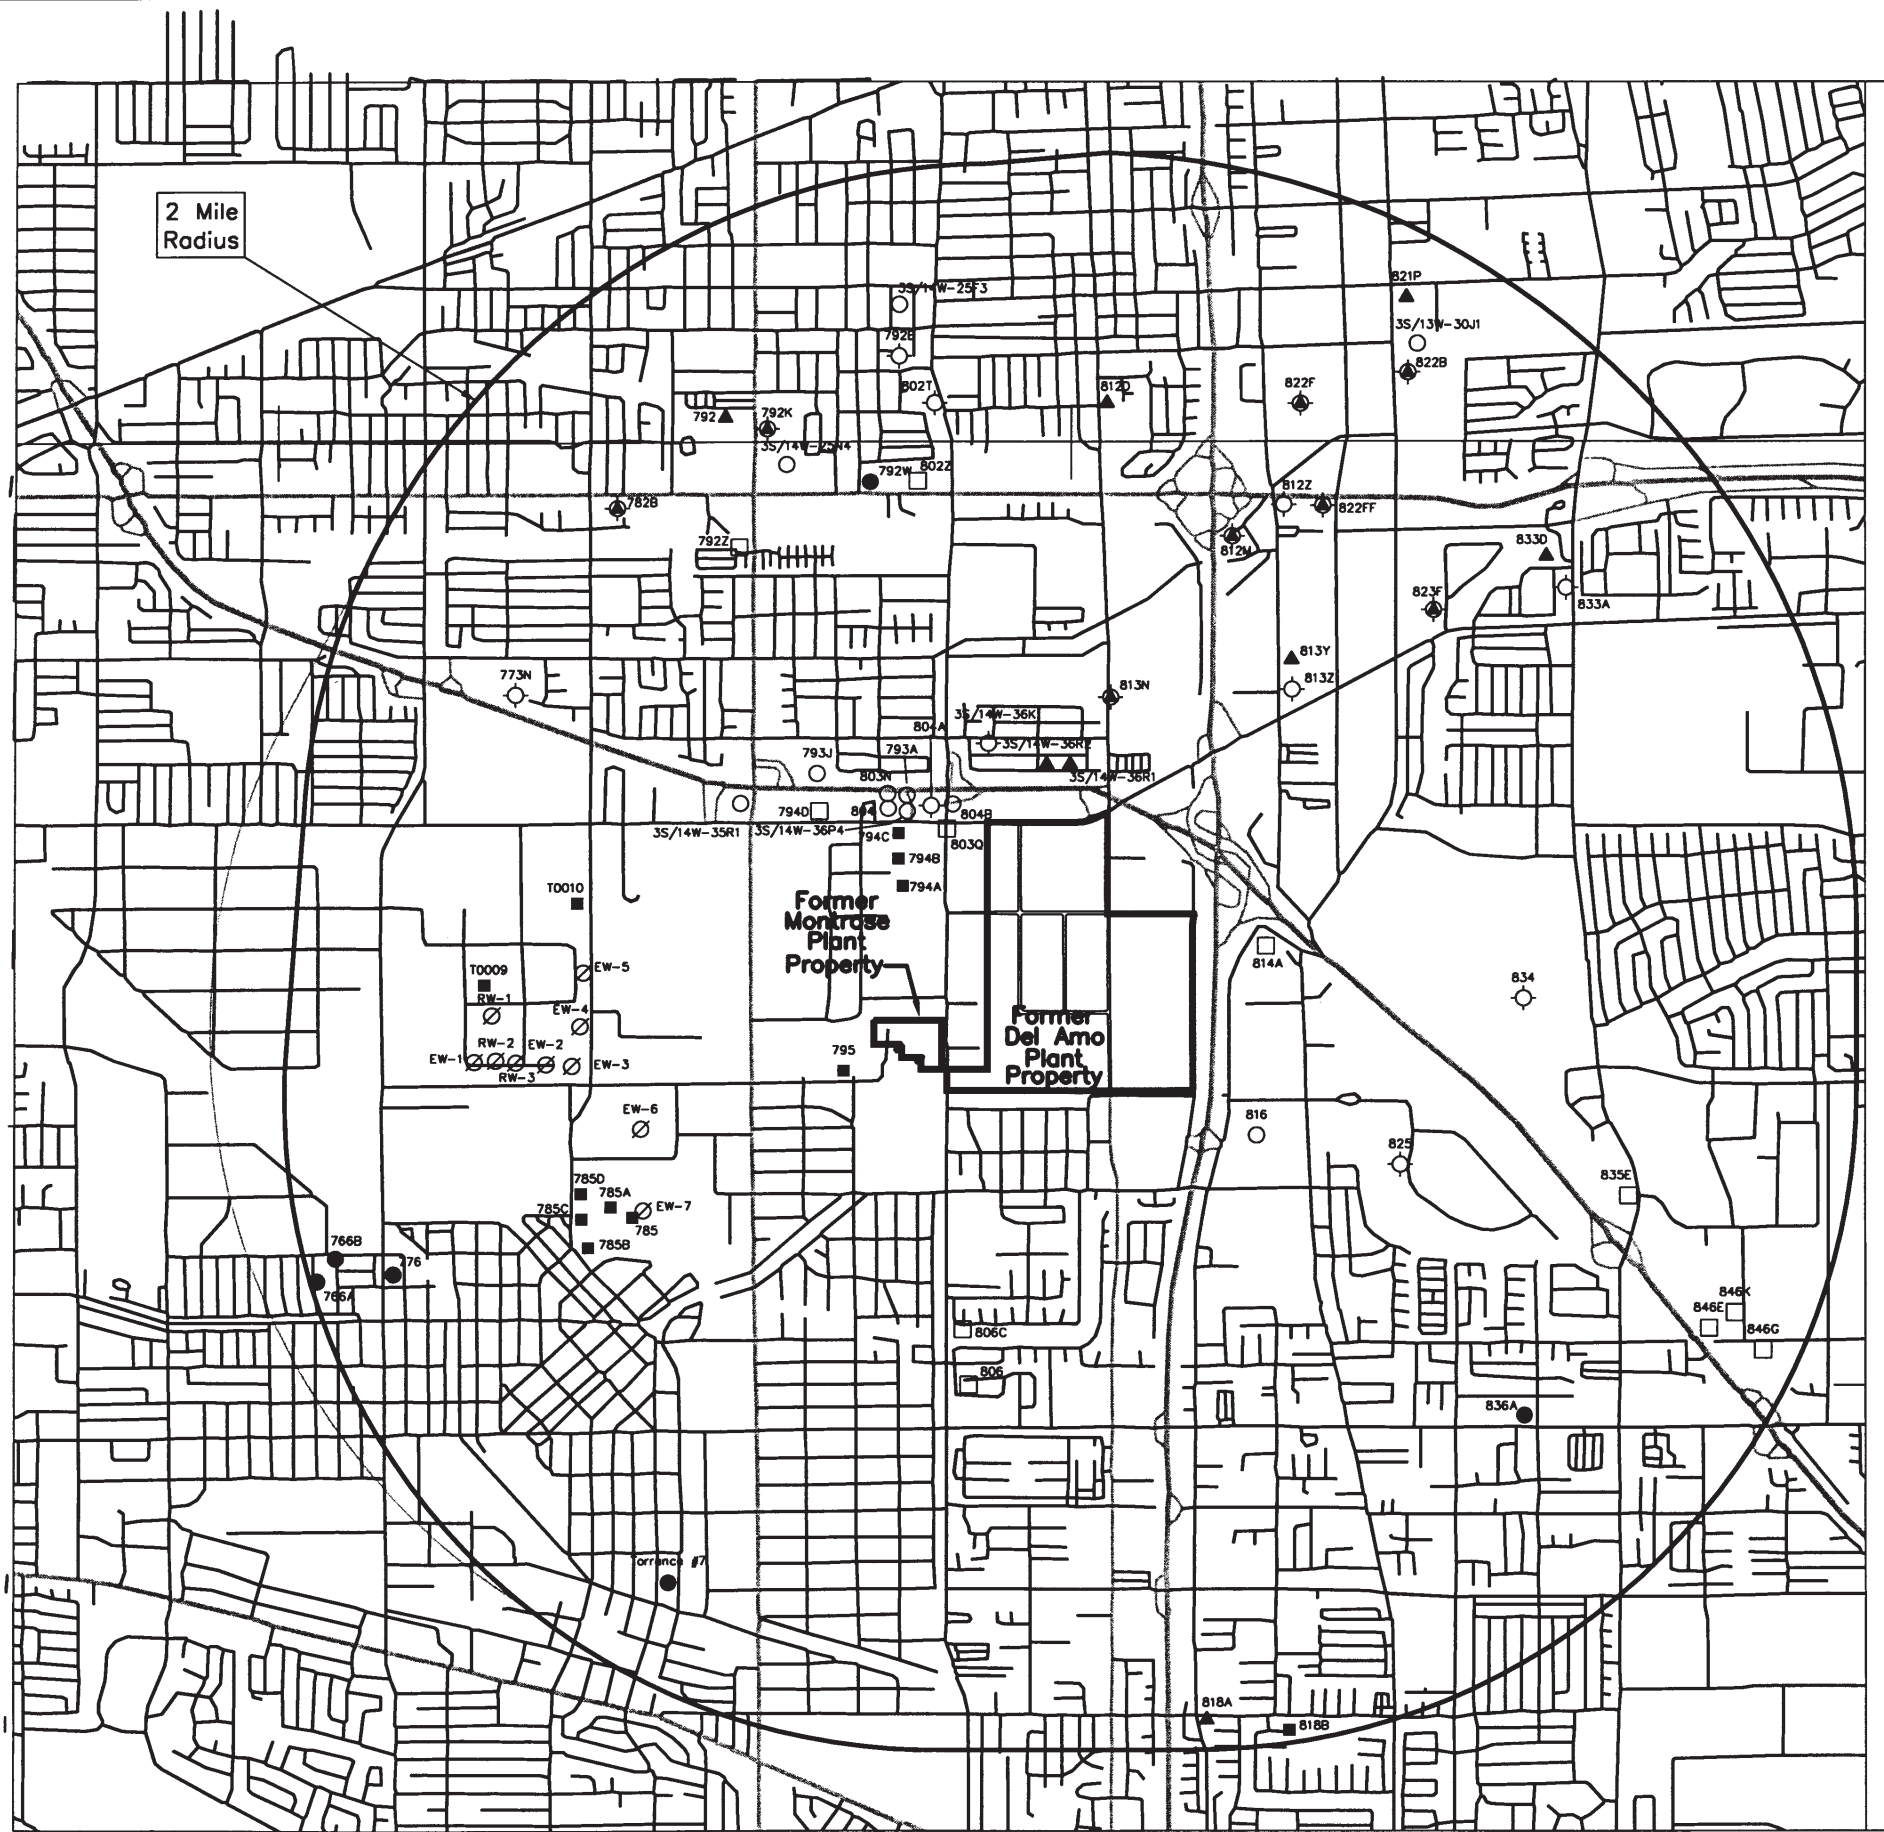 2 Mile
Radius
821P
3S/14W-25F3
3S/13W-30J1
792E
822B
802T
812D
822F
792
792K
3S/14W-25N4
792W
802Z
782B
812Z
822FF
792Z
812M
833D
833A
823F
813Y
773N
813Z
813N
3S/14W-36K
804A
3S/14W-36R2
793J
793A
803N
3S/14W-36R1
794D
804
804B
3S/14W-35R1
3S/14W-36P4
794C
803Q
794B
T0010
794A
Former
Montrose
Plant
Property
814A
EW-5
T0009
834
RW-1
EW-4
Former
Del Amo
Plant
Property
RW-2
EW-2
795
EW-1
EW-3
RW-3
EW-6
816
825
785D
835E
785A
785C
EW-7
785
766B
785B
776
766A
846K
846E
806C
846G
806
836A
Torrance #7
818A
818B